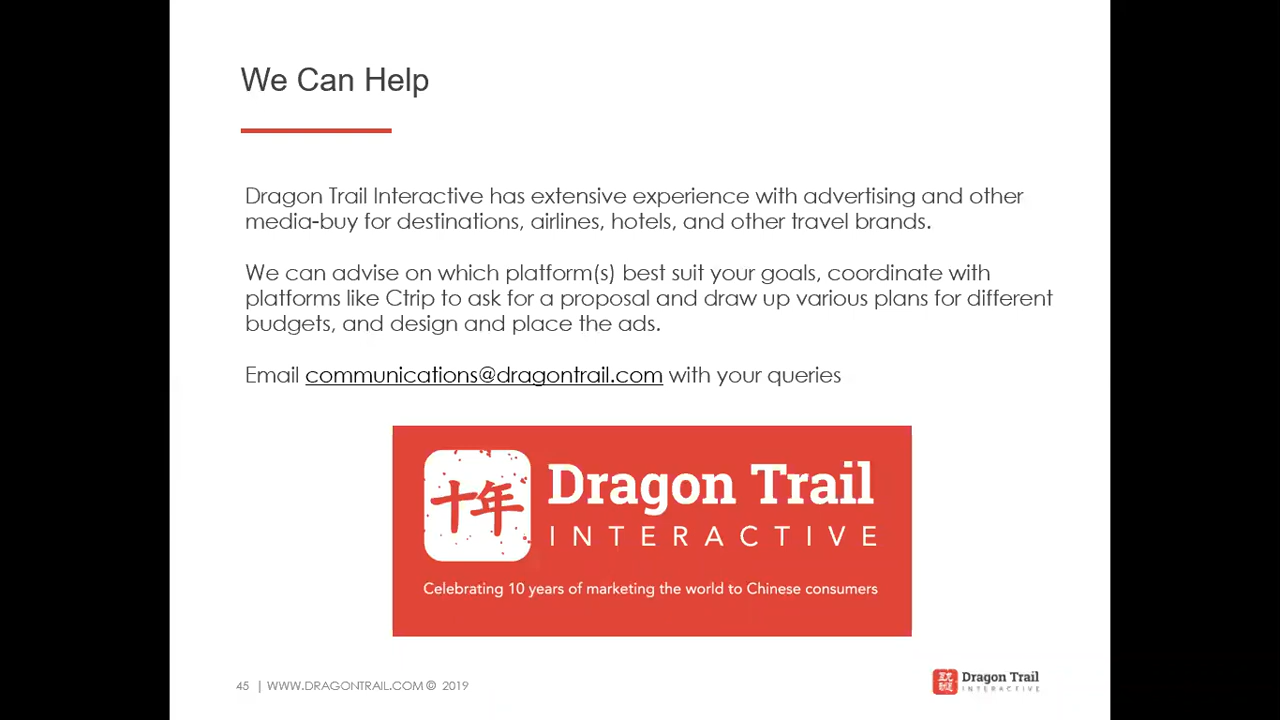 We Can Help
Dragon Trail Interactive has extensive experience with advertising and other
media-buy for destinations, airlines, hotels, and other travel brands.
We can advise on which platform(s) best suit your goals, coordinate with
platforms like Ctrip to ask for a proposal and draw up various plans for different
budgets, and design and place the ads.
Email communications@dragontrail.com with your queries
十年
Dragon Trail
INTERACTIVE
Celebrating 10 years of marketing the world to Chinese consumers
45 | WWW.DRAGONTRAIL.COM © 2019
Dragon Trail
INTERACTIVE